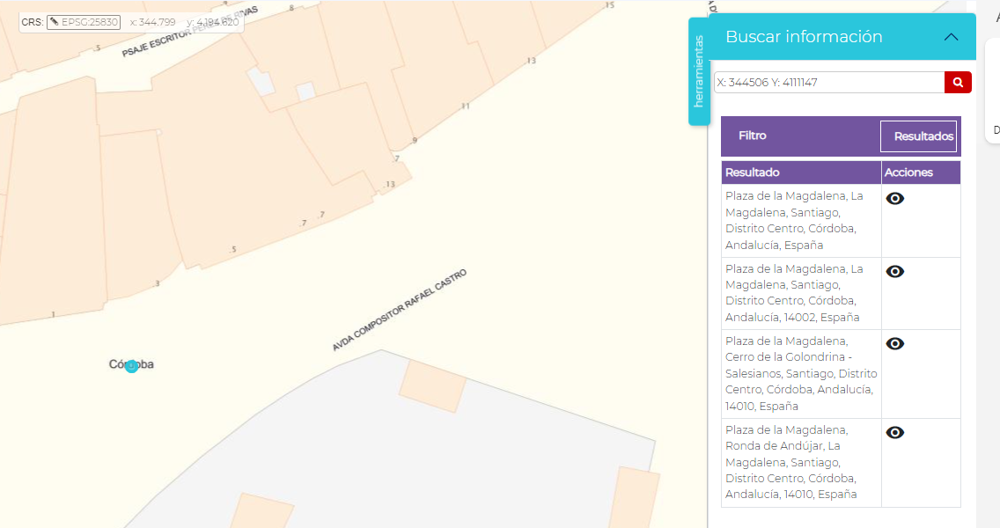 CRS: EPSG:25830 x: 344.799 y: 4.194.620
PSAJE ESCRITOR PEREZ DE RIVAS
8
15
.5
13
11
9
.7
.13
.7
.7
.5
3
1
AVDA COMPOSITOR RAFAEL CASTRO
Córdoba
herramientas
Buscar información
X: 344506 Y: 4111147
Filtro
Resultados
Resultado
Acciones
Plaza de la Magdalena, La
Magdalena, Santiago,
Distrito Centro, Córdoba,
Andalucía, España
Plaza de la Magdalena, La
Magdalena, Santiago,
Distrito Centro, Córdoba,
Andalucía, 14002, España
Plaza de la Magdalena,
Cerro de la Golondrina -
Salesianos, Santiago, Distrito
Centro, Córdoba, Andalucía,
14010, España
Plaza de la Magdalena,
Ronda de Andújar, La
Magdalena, Santiago,
Distrito Centro, Córdoba,
Andalucía, 14010, España